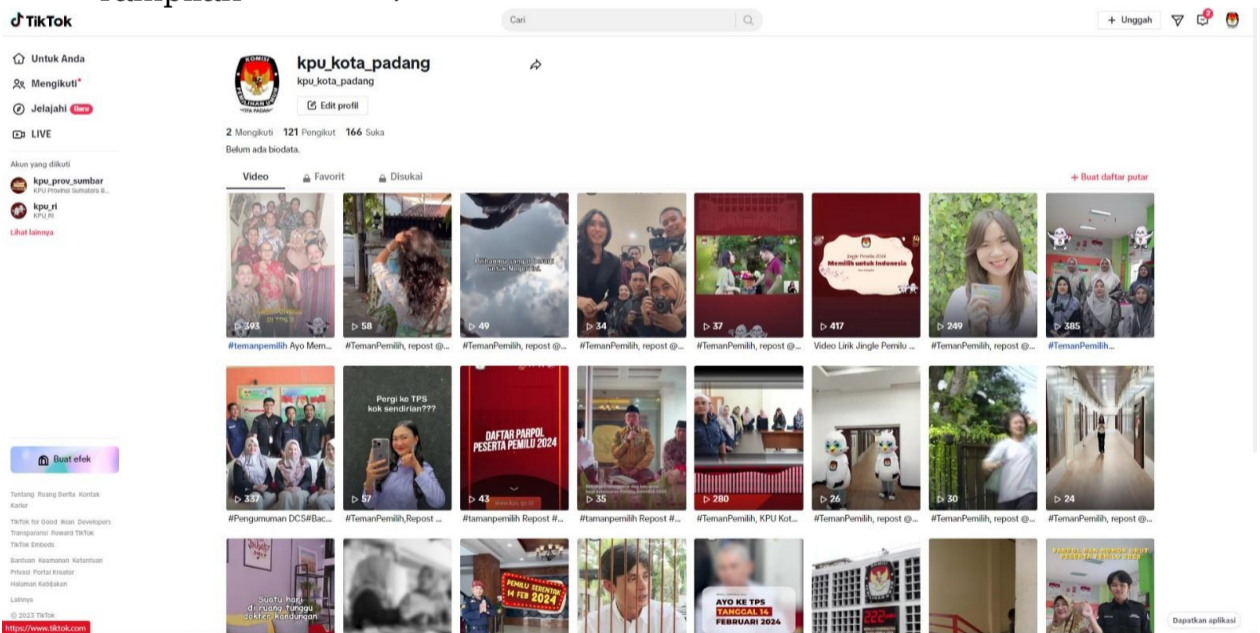 TikTok
Cari
+ Unggah
2
Untuk Anda
Mengikuti
Jelajahi
LIVE
Akun yang diikuti
kpu_prov_sumbar
KPU Provinsi Sumatera B...
kpu_ri
KPU_RI
Lihat lainnya
kpu_kota_padang
kpu_kota_padang
Edit profil
2 Mengikuti 121 Pengikut 166 Suka
Belum ada biodata.
Video Favorit Disukai
+ Buat daftar putar
393 58 49 34 37 417 249 385
Jingle Pemilu 2024
Memilih untuk Indonesia
#temanpemilih Ayo Mem...
#TemanPemilih, repost @...
#TemanPemilih, repost @...
#TemanPemilih, repost @...
#TemanPemilih, repost @...
Video Lirik Jingle Pemilu ...
#TemanPemilih, repost @...
#TemanPemilih...
Pergi ke TPS
kok sendirian???
DAFTAR PARPOL
PESERTA PEMILU 2024
337 57 43 35 280 26 30 24
#Pengumuman DCS#Bac...
#TemanPemilih,Repost ...
#tamanpemilih Repost #...
#tamanpemilih Repost #...
#TemanPemilih, KPU Kot...
#TemanPemilih, repost @...
#TemanPemilih, repost @...
#TemanPemilih, repost @...
Suatu hari
di ruang tunggu
dokter kandungan
PEMILU SERENTAK
14 FEB 2024
AYO KE TPS
TANGGAL 14
FEBRUARI 2024
Buat efek
Tentang Ruang Berita Kontak
Karier
TikTok for Good Iklan Developers
Transparansi Reward TikTok
TikTok Embeds
Bantuan Keamanan Ketentuan
Privasi Portal Kreator
Halaman Kebijakan
Lainnya
© 2023 TikTok
https://www.tiktok.com
Dapatkan aplikasi